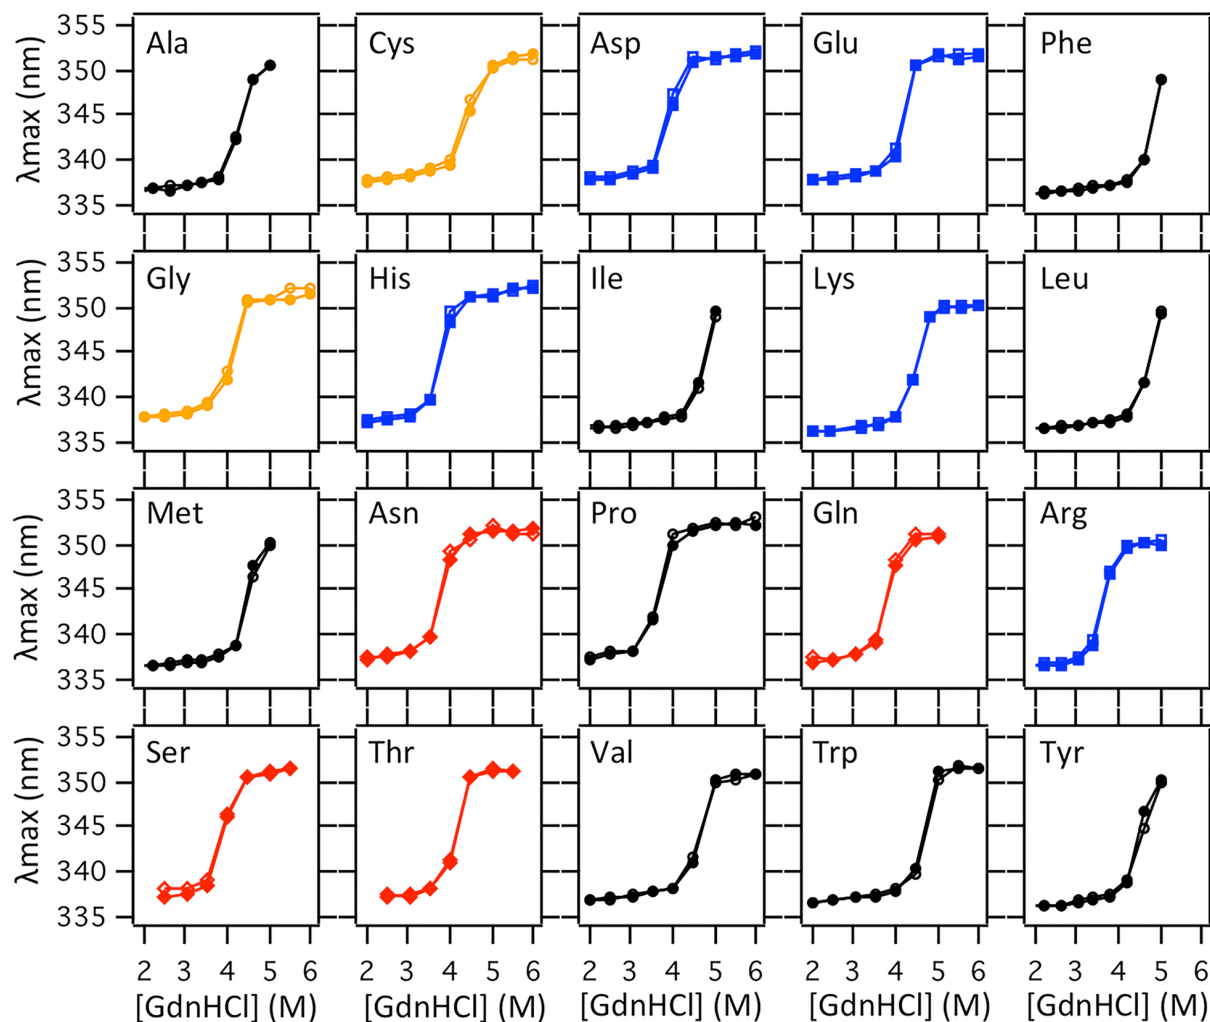 355
350
345
340
335
λmax (nm)
Ala
Cys
Asp
Glu
Phe
355
350
345
340
335
λmax (nm)
Gly
His
Ile
Lys
Leu
355
350
345
340
335
λmax (nm)
Met
Asn
Pro
Gln
Arg
355
350
345
340
335
λmax (nm)
Ser
Thr
Val
Trp
Tyr
2 3 4 5 6
2 3 4 5 6
2 3 4 5 6
2 3 4 5 6
2 3 4 5 6
[GdnHCl] (M)
[GdnHCl] (M)
[GdnHCl] (M)
[GdnHCl] (M)
[GdnHCl] (M)